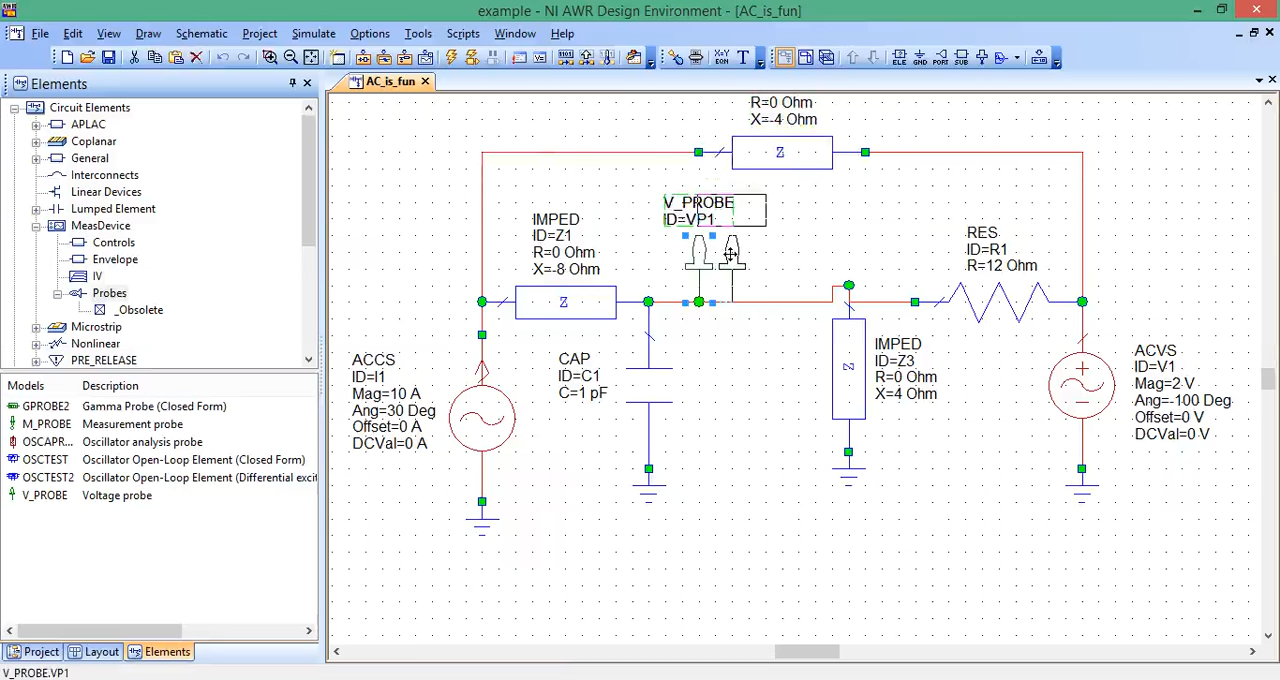 example - NI AWR Design Environment - [AC_is_fun]
File Edit View Draw Schematic Project Simulate Options Tools Scripts Window Help
Elements
AC_is_fun
Circuit Elements
APLAC
Coplanar
General
Interconnects
Linear Devices
Lumped Element
MeasDevice
Controls
Envelope
IV
Probes
_Obsolete
Microstrip
Nonlinear
PRE_RELEASE
Models Description
GPROBE2 Gamma Probe (Closed Form)
M_PROBE Measurement probe
OSCAPR... Oscillator analysis probe
OSCTEST Oscillator Open-Loop Element (Closed Form)
OSCTEST2 Oscillator Open-Loop Element (Differential excit
V_PROBE Voltage probe
Project Layout Elements
V_PROBE.VP1
R=0 Ohm
X=-4 Ohm
Z
V_PROBE
ID=VP1
IMPED
ID=Z1
R=0 Ohm
X=-8 Ohm
Z
RES
ID=R1
R=12 Ohm
ACCS
ID=I1
Mag=10 A
Ang=30 Deg
Offset=0 A
DCVal=0 A
CAP
ID=C1
C=1 pF
Z
IMPED
ID=Z3
R=0 Ohm
X=4 Ohm
ACVS
ID=V1
Mag=2 V
Ang=-100 Deg
Offset=0 V
DCVal=0 V